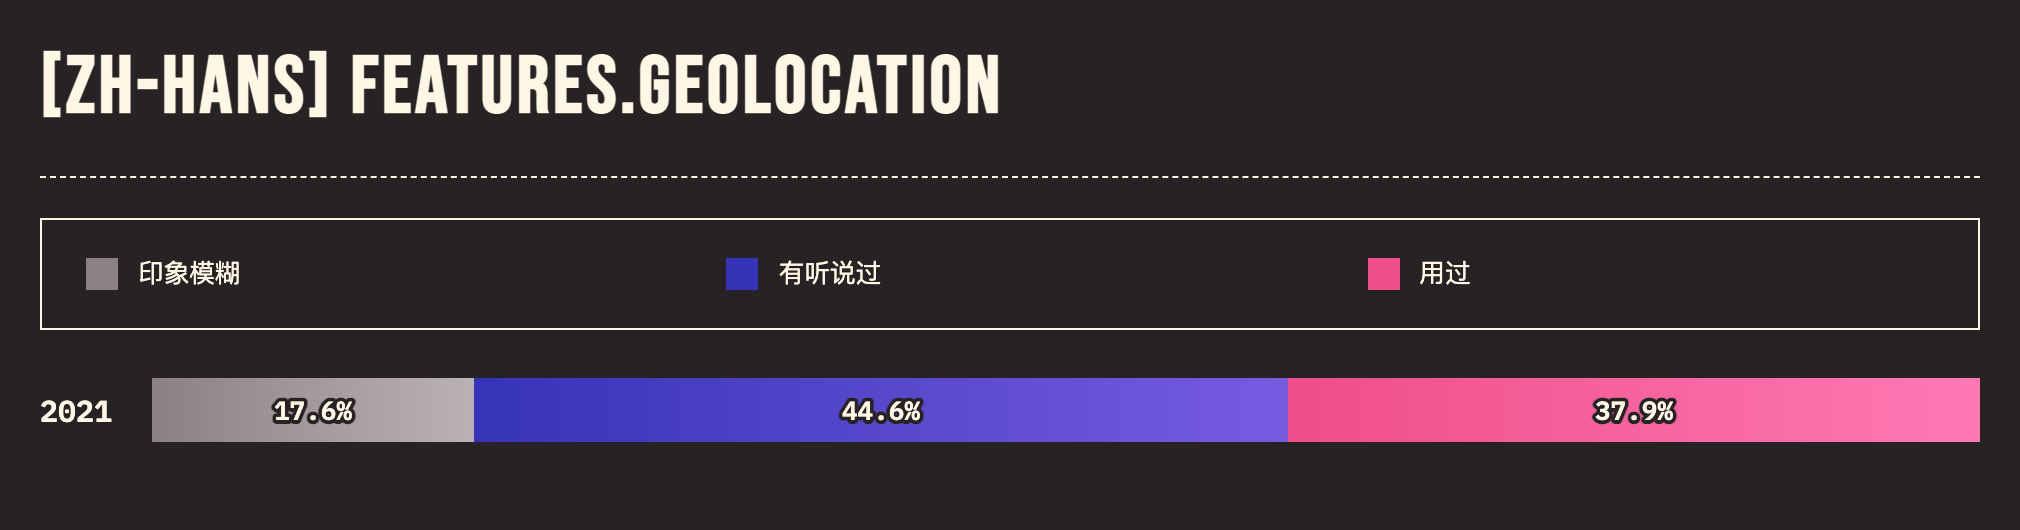 [ZH-HANS] FEATURES.GEOLOCATION
印象模糊 有听说过 用过
2021 17.6% 44.6% 37.9%